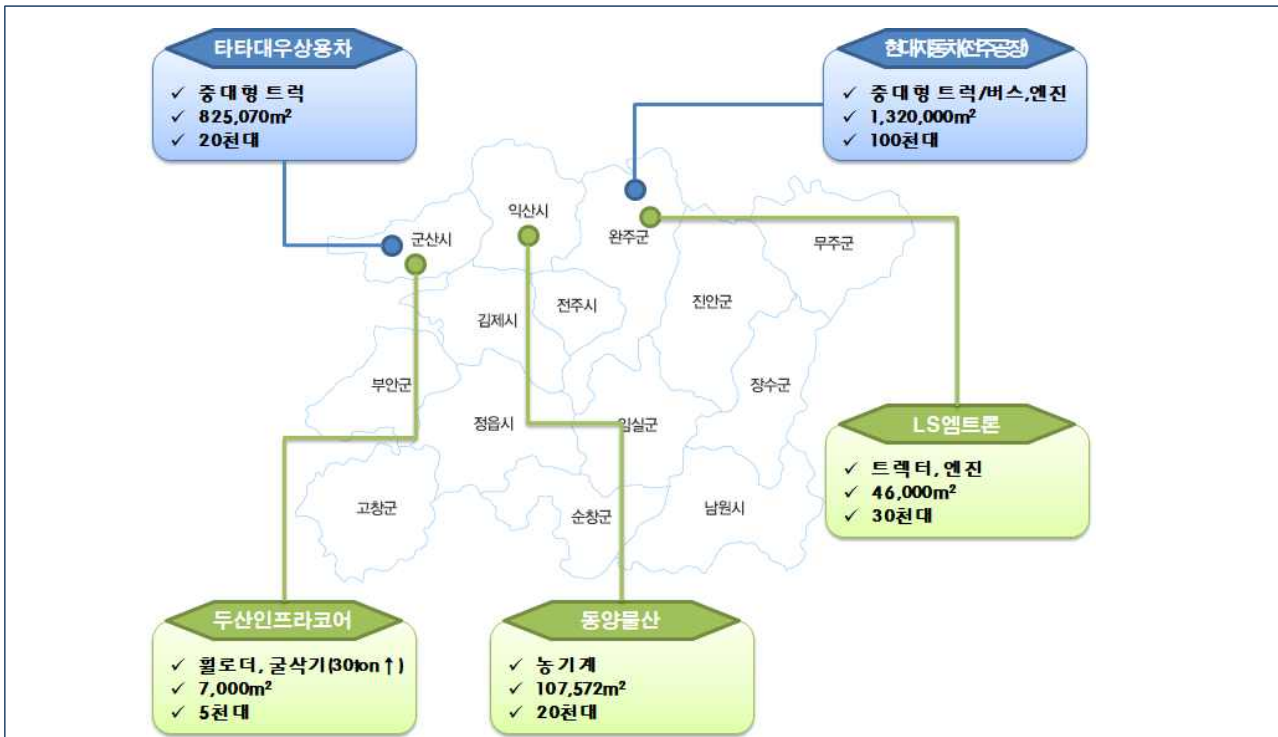 타타대우상용차
✓ 중대형 트럭
✓ 825,070m²
✓ 20천대
현대자동차(전주공장)
✓ 중대형 트럭/버스,엔진
✓ 1,320,000m²
✓ 100천대
군산시
익산시
완주군
무주군
김제시
전주시
진안군
부안군
정읍시
임실군
장수군
고창군
순창군
남원시
LS엠트론
✓ 트렉터, 엔진
✓ 46,000m²
✓ 30천대
두산인프라코어
✓ 휠로더, 굴삭기(30ton↑)
✓ 7,000m²
✓ 5천대
동양물산
✓ 농기계
✓ 107,572m²
✓ 20천대